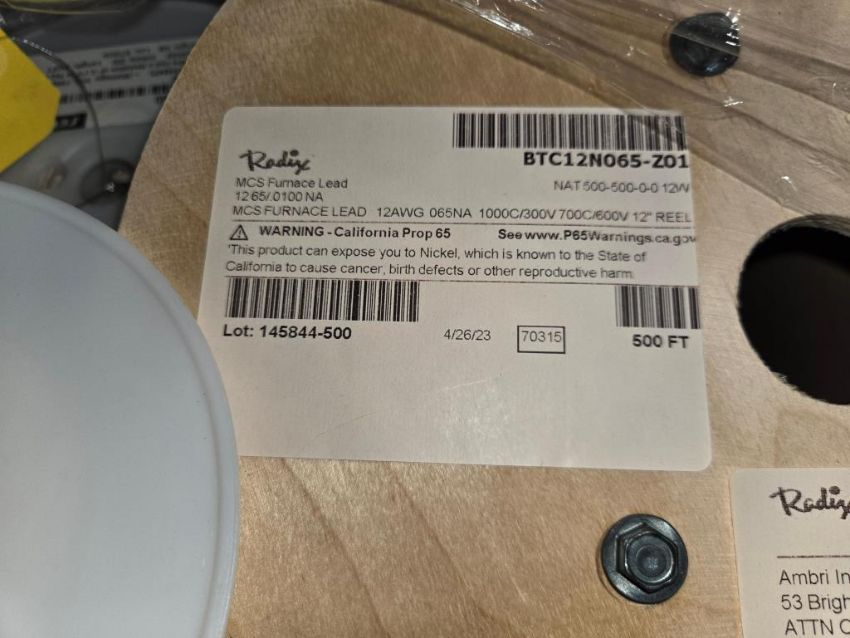 Radix
BTC12N065-Z01
MCS Furnace Lead
NAT 500-500-0-0 12W
12 65/.0100 NA
MCS FURNACE LEAD 12AWG 065NA 1000C/300V 700C/600V 12" REEL
WARNING - California Prop 65 See www.P65Warnings.ca.gov
'This product can expose you to Nickel, which is known to the State of
California to cause cancer, birth defects or other reproductive harm.
Lot: 145844-500
4/26/23
70315
500 FT
Radix
Ambri In
53 Brigh
ATTN